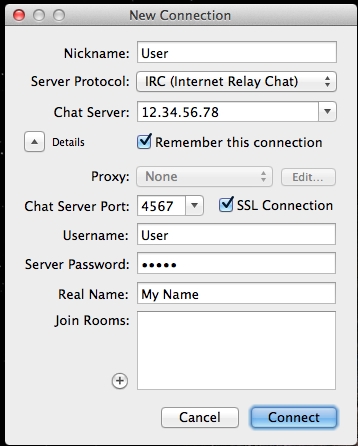 New Connection
Nickname: User
Server Protocol: IRC (Internet Relay Chat)
Chat Server: 12.34.56.78
Details Remember this connection
Proxy: None Edit...
Chat Server Port: 4567 SSL Connection
Username: User
Server Password: •••••
Real Name: My Name
Join Rooms:
Cancel Connect